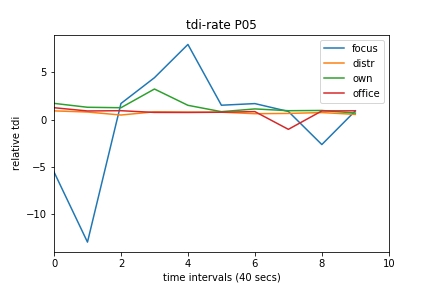 tdi-rate P05
focus
distr
own
office
5
0
−5
−10
relative tdi
0 2 4 6 8 10
time intervals (40 secs)